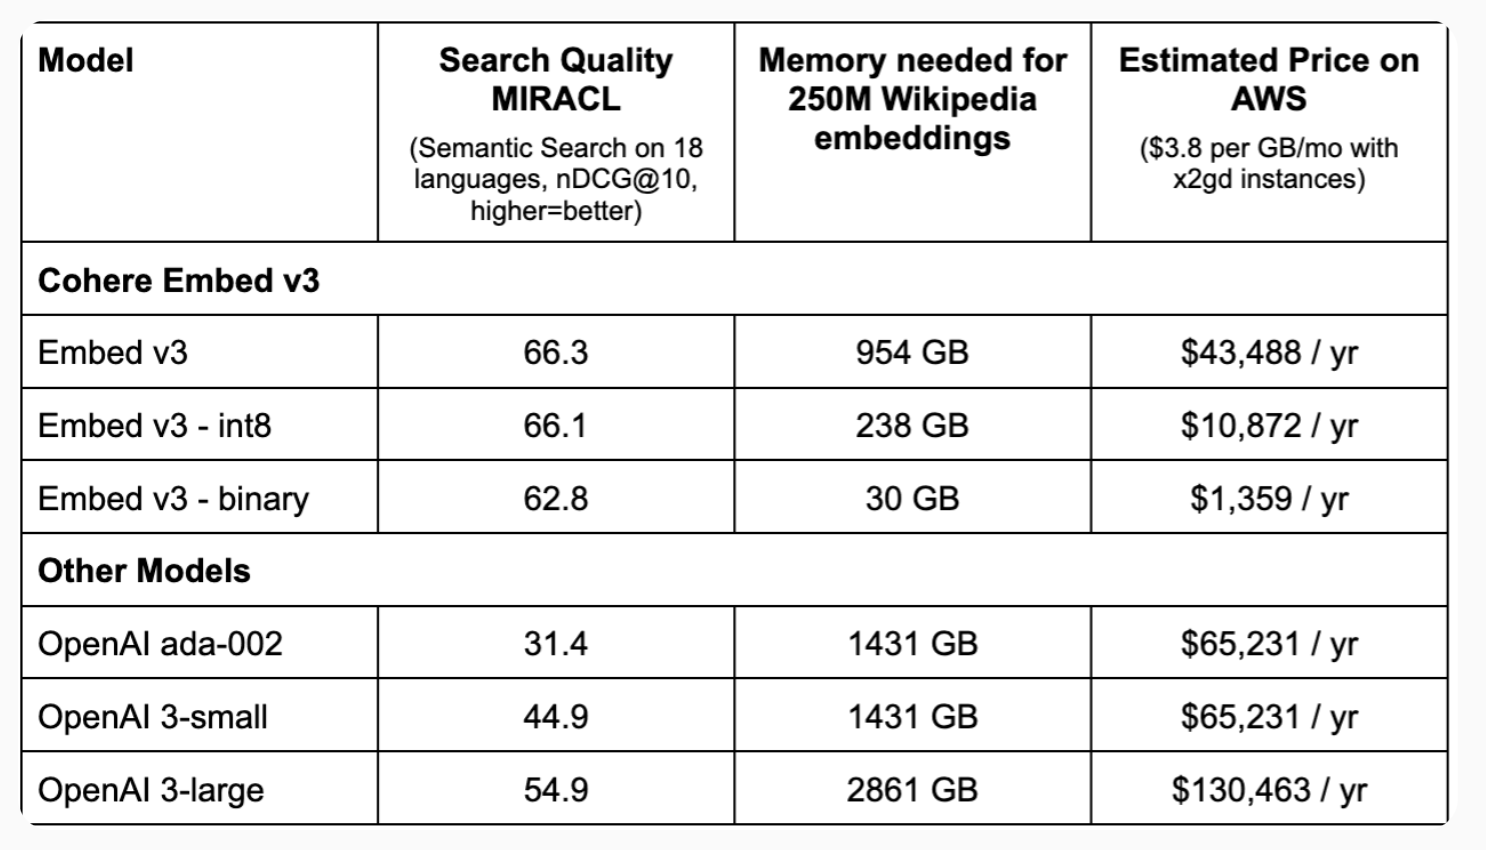 Model
Search Quality
MIRACL
(Semantic Search on 18
languages, nDCG@10,
higher=better)
Memory needed for
250M Wikipedia
embeddings
Estimated Price on
AWS
($3.8 per GB/mo with
x2gd instances)
Cohere Embed v3
Embed v3 66.3 954 GB $43,488 / yr
Embed v3 - int8 66.1 238 GB $10,872 / yr
Embed v3 - binary 62.8 30 GB $1,359 / yr
Other Models
OpenAI ada-002 31.4 1431 GB $65,231 / yr
OpenAI 3-small 44.9 1431 GB $65,231 / yr
OpenAI 3-large 54.9 2861 GB $130,463 / yr